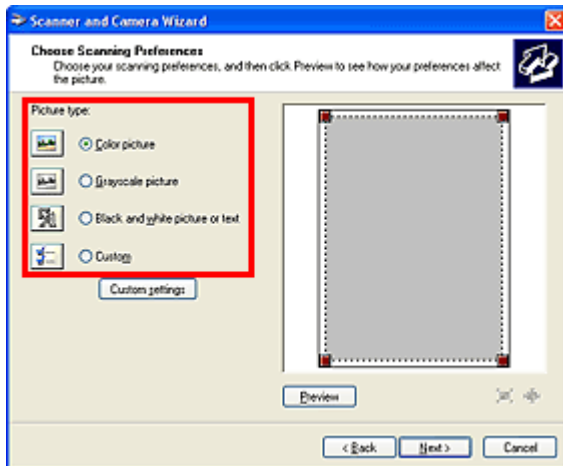 Scanner and Camera Wizard
Choose Scanning Preferences
Choose your scanning preferences, and then click Preview to see how your preferences affect
the picture.
Picture type:
Color picture
Grayscale picture
Black and white picture or text
Custom
Custom settings
Preview
< Back
Next >
Cancel